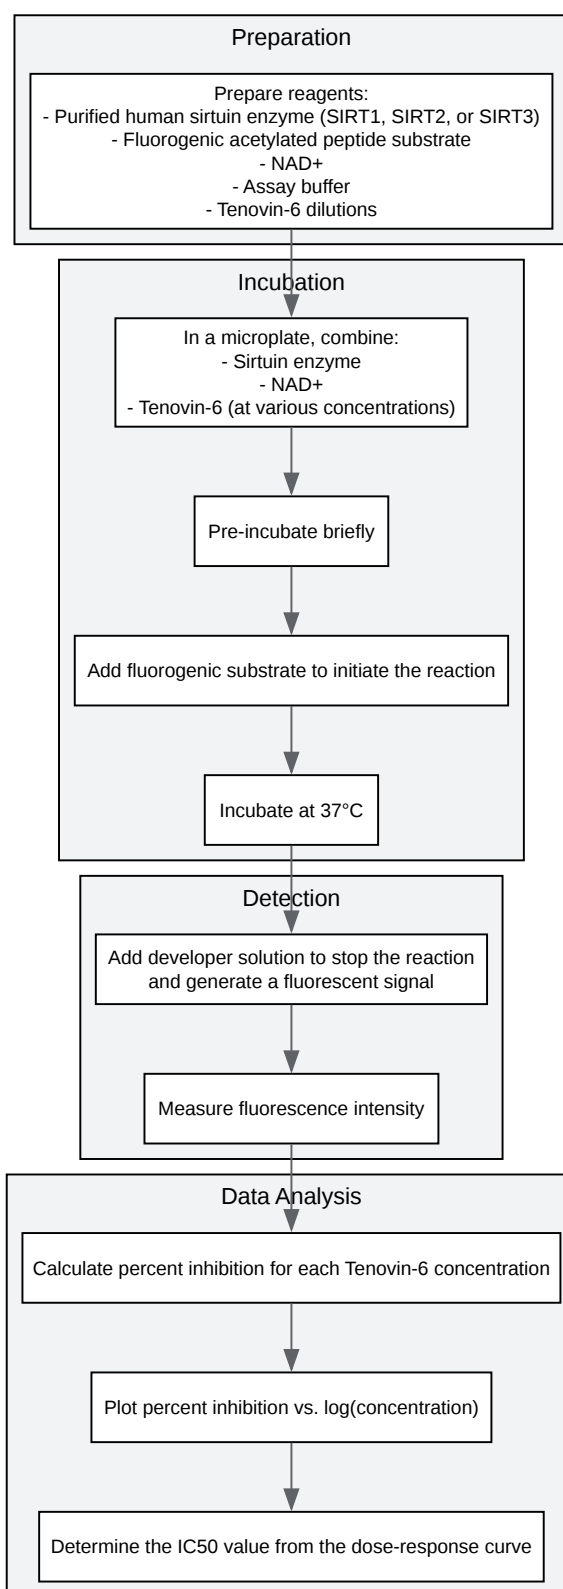 Preparation
Prepare reagents:
- Purified human sirtuin enzyme (SIRT1, SIRT2, or SIRT3)
- Fluorogenic acetylated peptide substrate
- NAD+
- Assay buffer
- Tenovin-6 dilutions
Incubation
In a microplate, combine:
- Sirtuin enzyme
- NAD+
- Tenovin-6 (at various concentrations)
Pre-incubate briefly
Add fluorogenic substrate to initiate the reaction
Incubate at 37°C
Detection
Add developer solution to stop the reaction
and generate a fluorescent signal
Measure fluorescence intensity
Data Analysis
Calculate percent inhibition for each Tenovin-6 concentration
Plot percent inhibition vs. log(concentration)
Determine the IC50 value from the dose-response curve